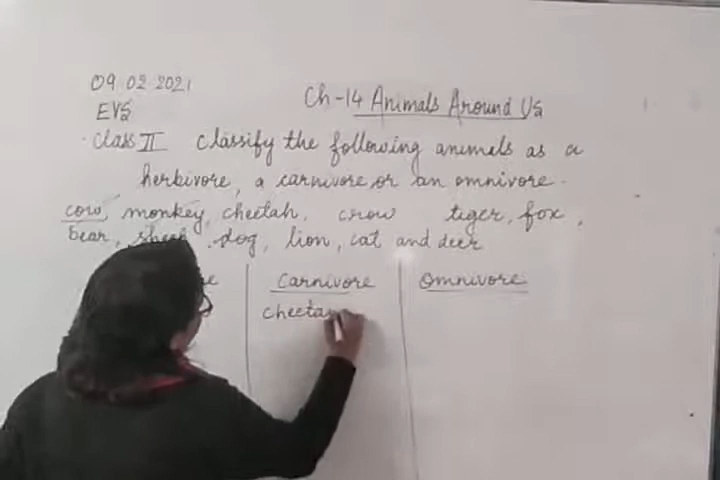 09.02.2021
Ch-14 Animals Around Us
EVS
Class II Classify the following animals as a
herbivore, a carnivore or an omnivore.
cow, monkey, cheetah, crow tiger, fox,
bear, sheep, dog, lion, cat and deer
Carnivore Omnivore
cheeta